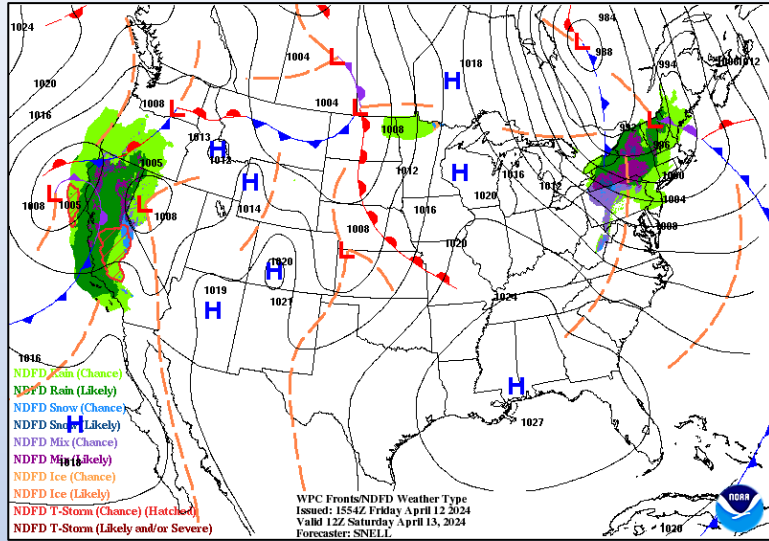 984
1024
988
1018
1004
994
1006
1012
1020
1008
1004
1016
1013
1008
992
1012
996
1005
1012
1016
1000
1014
1020
1012
1004
1008
1005
1008
1016
1008
1008
1020
1020
1019
1021
1024
1016
1027
1018
1020
NDFD Rain (Chance)
NDFD Rain (Likely)
NDFD Snow (Chance)
NDFD Snow (Likely)
NDFD Mix (Chance)
NDFD Mix (Likely)
NDFD Ice (Chance)
NDFD Ice (Likely)
NDFD T-Storm (Chance) (Hatched)
NDFD T-Storm (Likely and/or Severe)
H
H
H
H
H
H
H
H
L
L
L
L
L
L
L
L
WPC Fronts/NDFD Weather Type
Issued: 1554Z Friday April 12 2024
Valid 12Z Saturday April 13, 2024
Forecaster: SNELL
NOAA